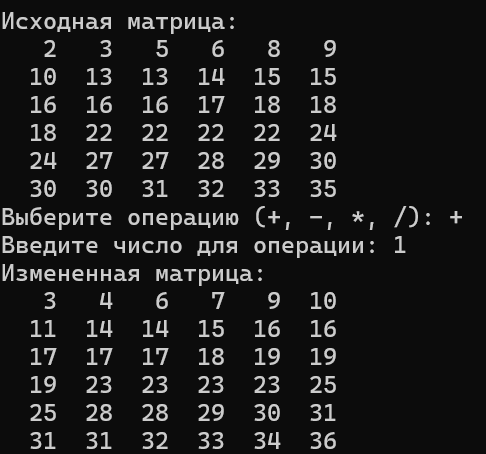 Исходная матрица:
2 3 5 6 8 9
10 13 13 14 15 15
16 16 16 17 18 18
18 22 22 22 22 24
24 27 27 28 29 30
30 30 31 32 33 35
Выберите операцию (+, -, *, /): +
Введите число для операции: 1
Измененная матрица:
3 4 6 7 9 10
11 14 14 15 16 16
17 17 17 18 19 19
19 23 23 23 23 25
25 28 28 29 30 31
31 31 32 33 34 36